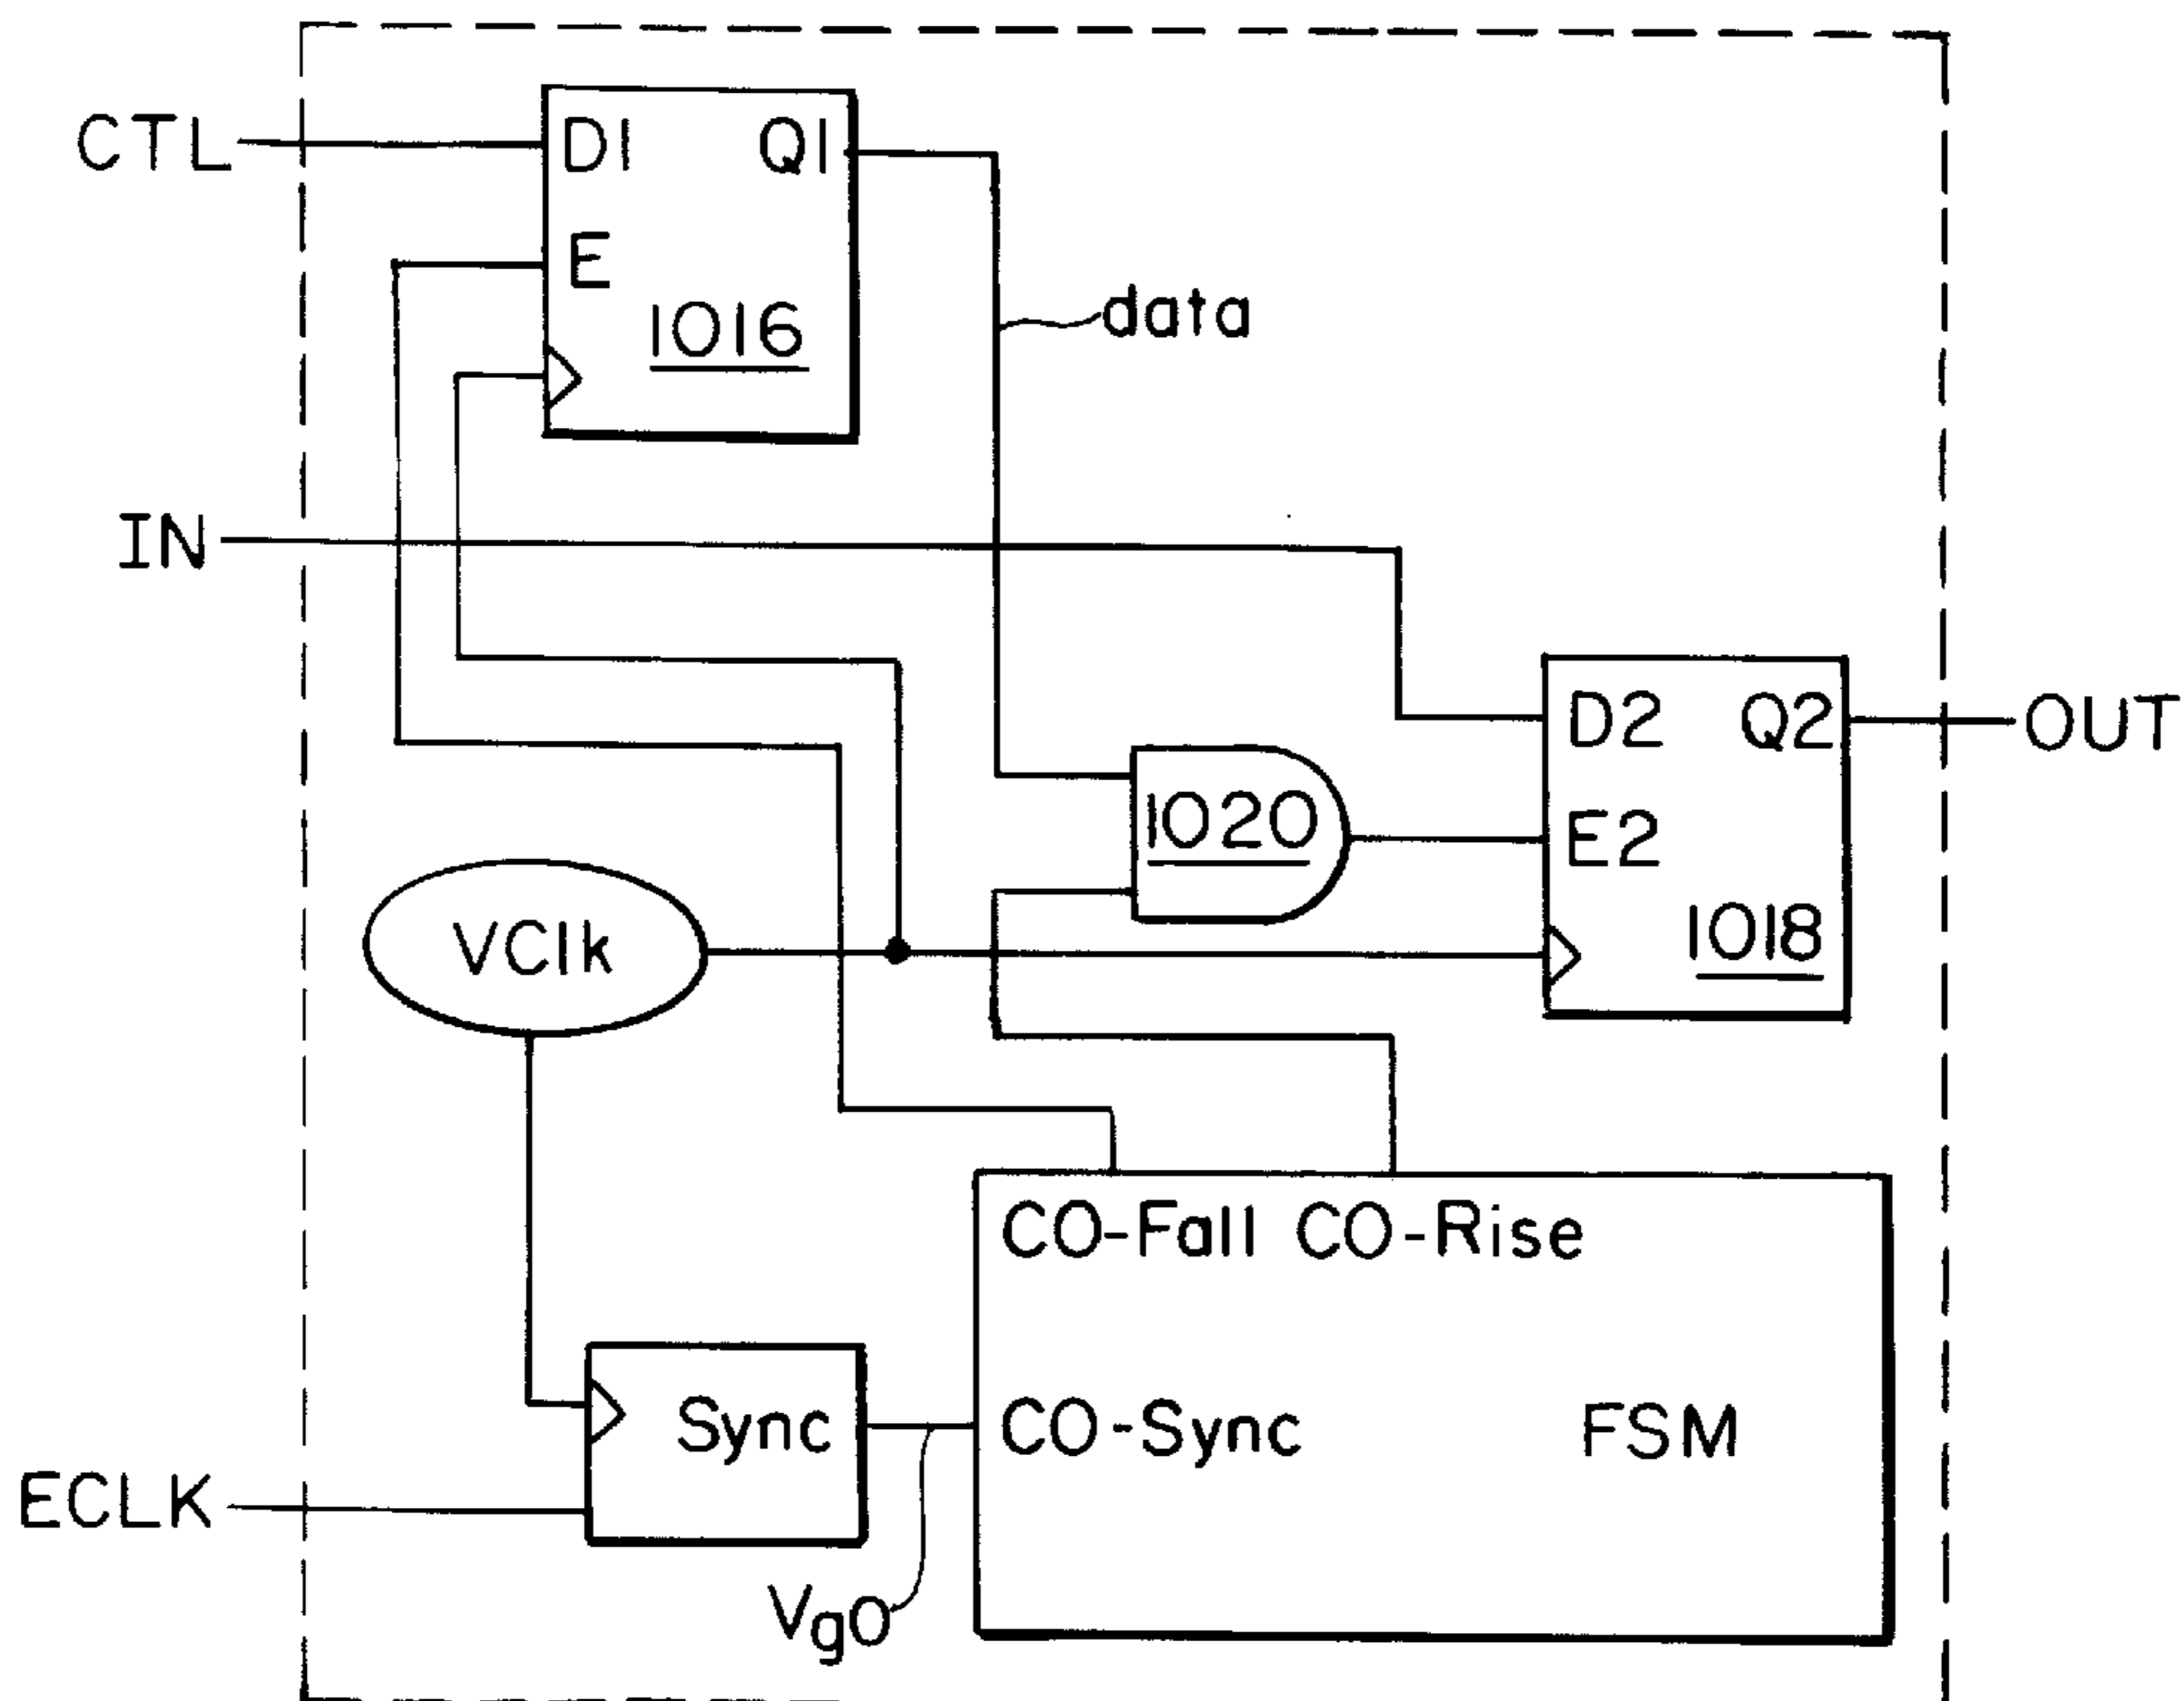 CTL
D1 Q1
E
1016
data
IN
D2 Q2
OUT
1020
E2
VClk
1018
CO-Fall CO-Rise
Sync
CO-Sync
FSM
ECLK
Vgo